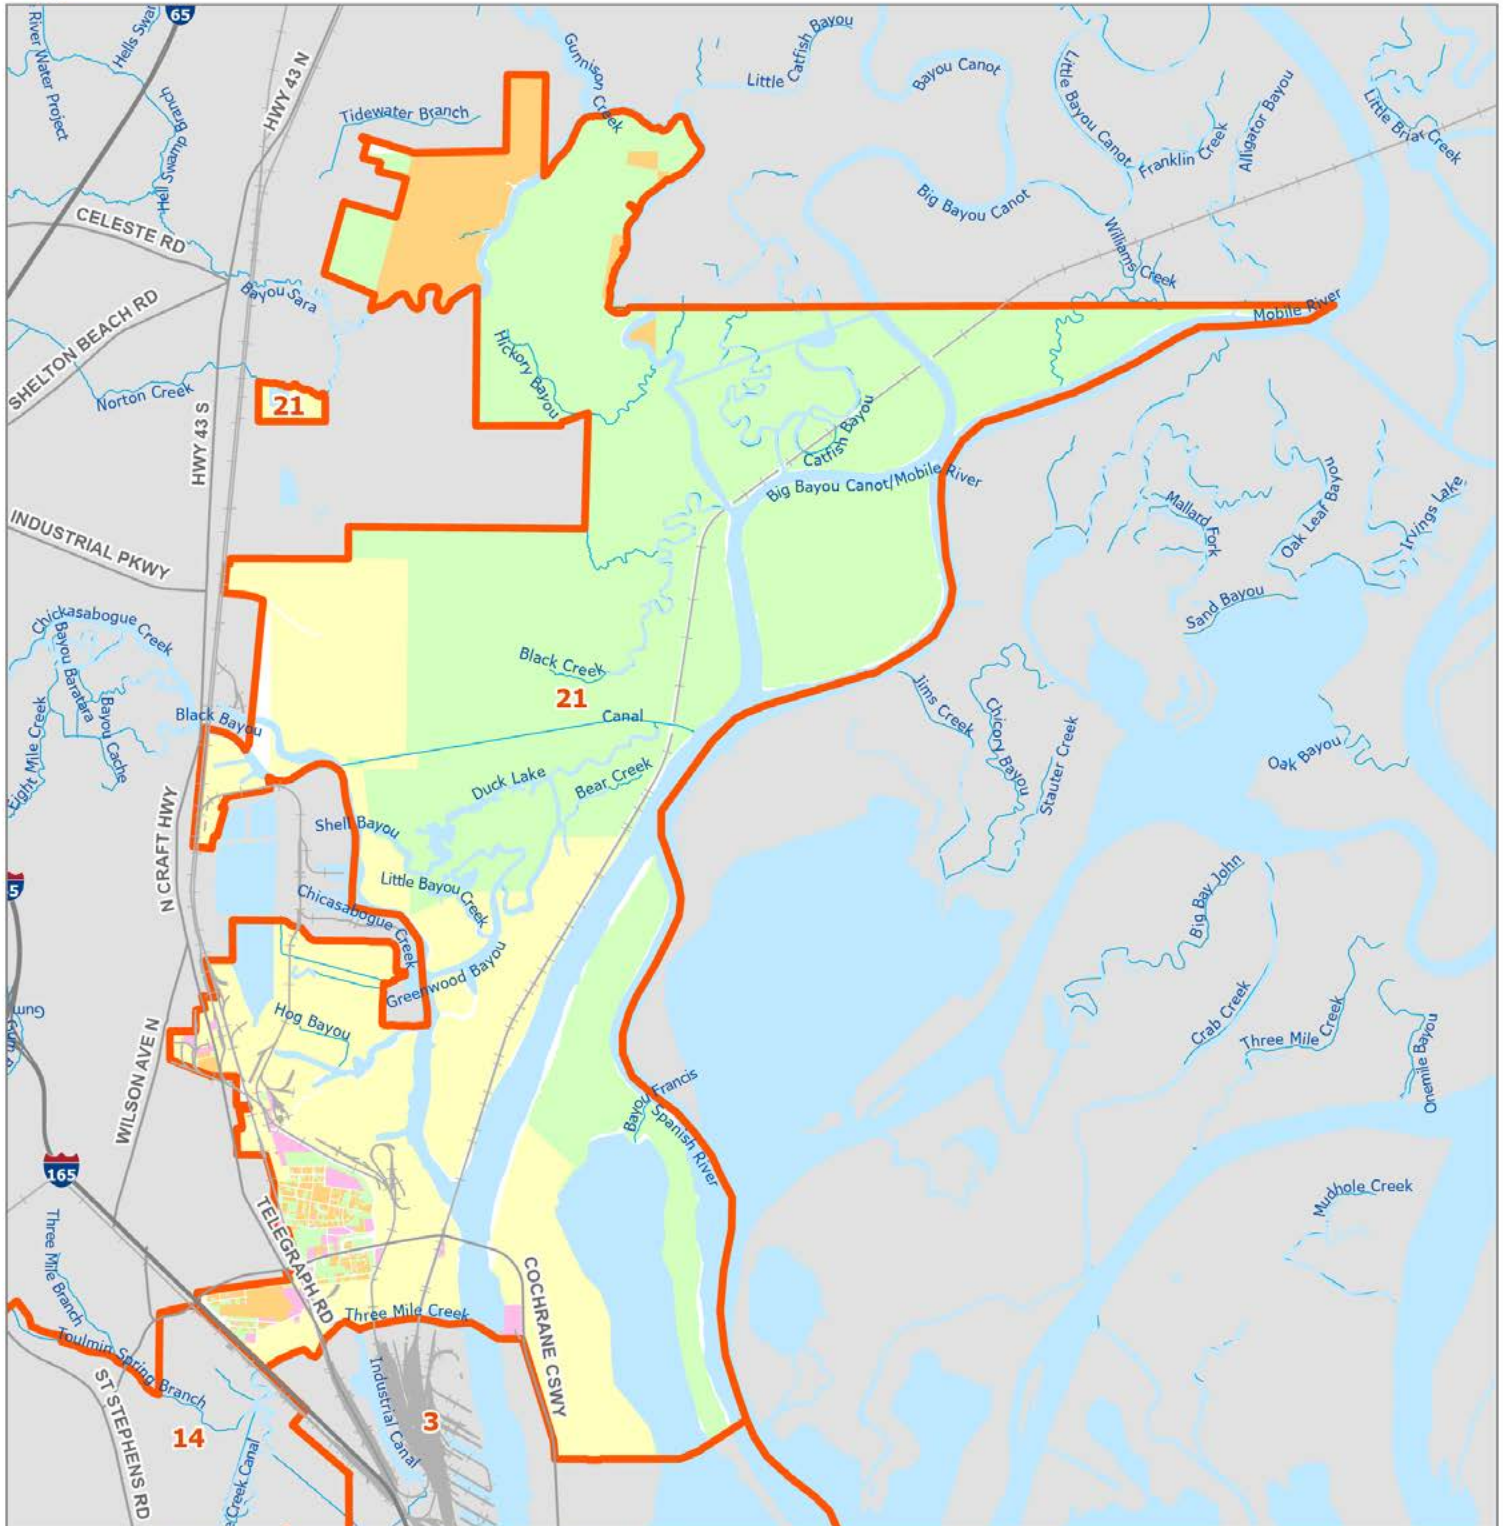 65
River Water Project
HWY 43 N
Gunnison Creek
Little Catfish Bayou
Bayou Canot
Little Bayou Canot
Alligator Bayou
Little Briar Creek
Hell Swamp Branch
Tidewater Branch
Franklin Creek
Big Bayou Canot
CELESTE RD
Williams Creek
Bayou Sara
Mobile River
SHELTON BEACH RD
Hickory Bayou
Norton Creek
21
HWY 43 S
Catfish Bayou
Big Bayou Canot/Mobile River
Mallard Fork
Oak Leaf Bayou
Irvings Lake
INDUSTRIAL PKWY
Chickasabogue Creek
Sand Bayou
Bayou Baratara
Bayou Cache
Eight Mile Creek
Black Creek
21
Jims Creek
Chicory Bayou
Stauter Creek
Black Bayou
Canal
Oak Bayou
Duck Lake
Bear Creek
Shell Bayou
N CRAFT HWY
Little Bayou Creek
Chicasabogue Creek
Big Bay John
5
Greenwood Bayou
Gum
Hog Bayou
Crab Creek
Three Mile Creek
Onemile Bayou
WILSON AVE N
Bayou Francis
Spanish River
165
Mudhole Creek
TELEGRAPH RD
Three Mile Branch
COCHRANE CSWY
Three Mile Creek
Toulmin Spring Branch
ST STEPHENS RD
Industrial Canal
14
3
Creek Canal